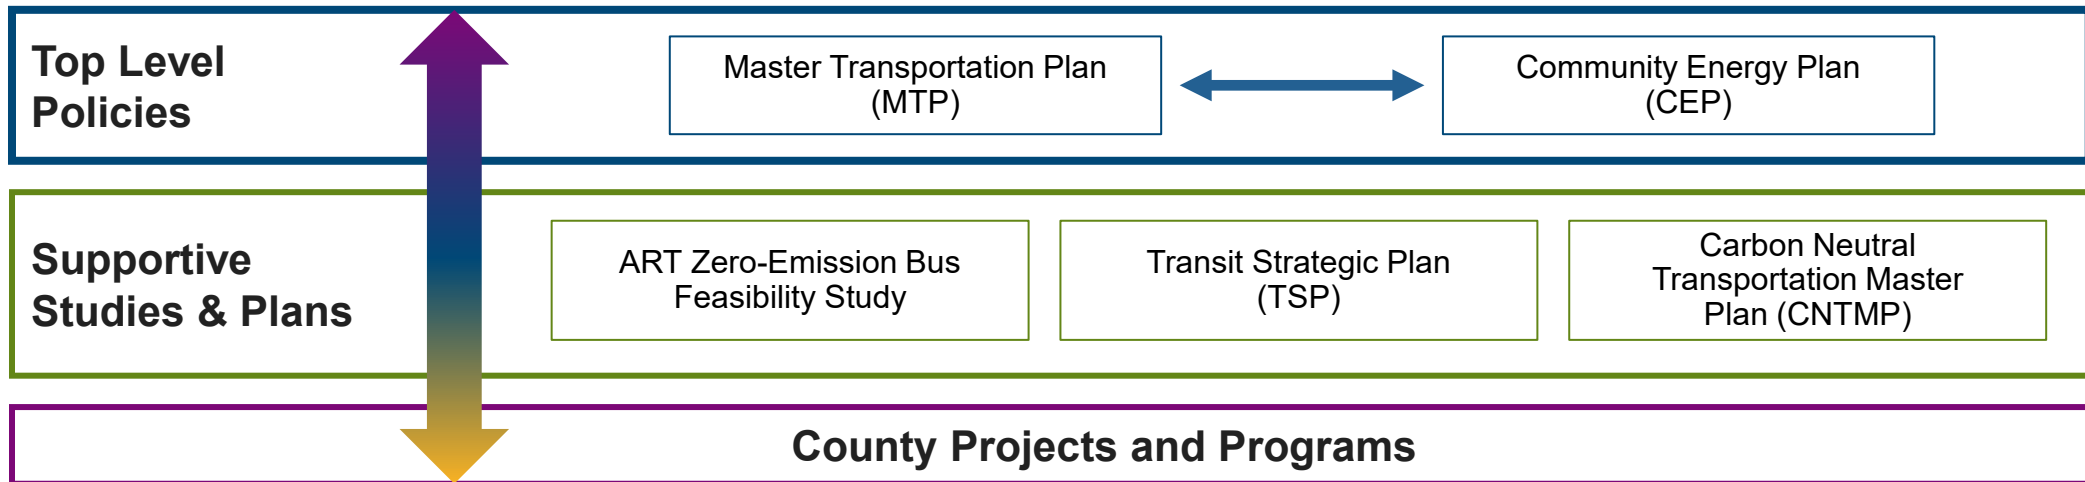 Top Level
Policies
Master Transportation Plan
(MTP)
Community Energy Plan
(CEP)
Supportive
Studies & Plans
ART Zero-Emission Bus
Feasibility Study
Transit Strategic Plan
(TSP)
Carbon Neutral
Transportation Master
Plan (CNTMP)
County Projects and Programs